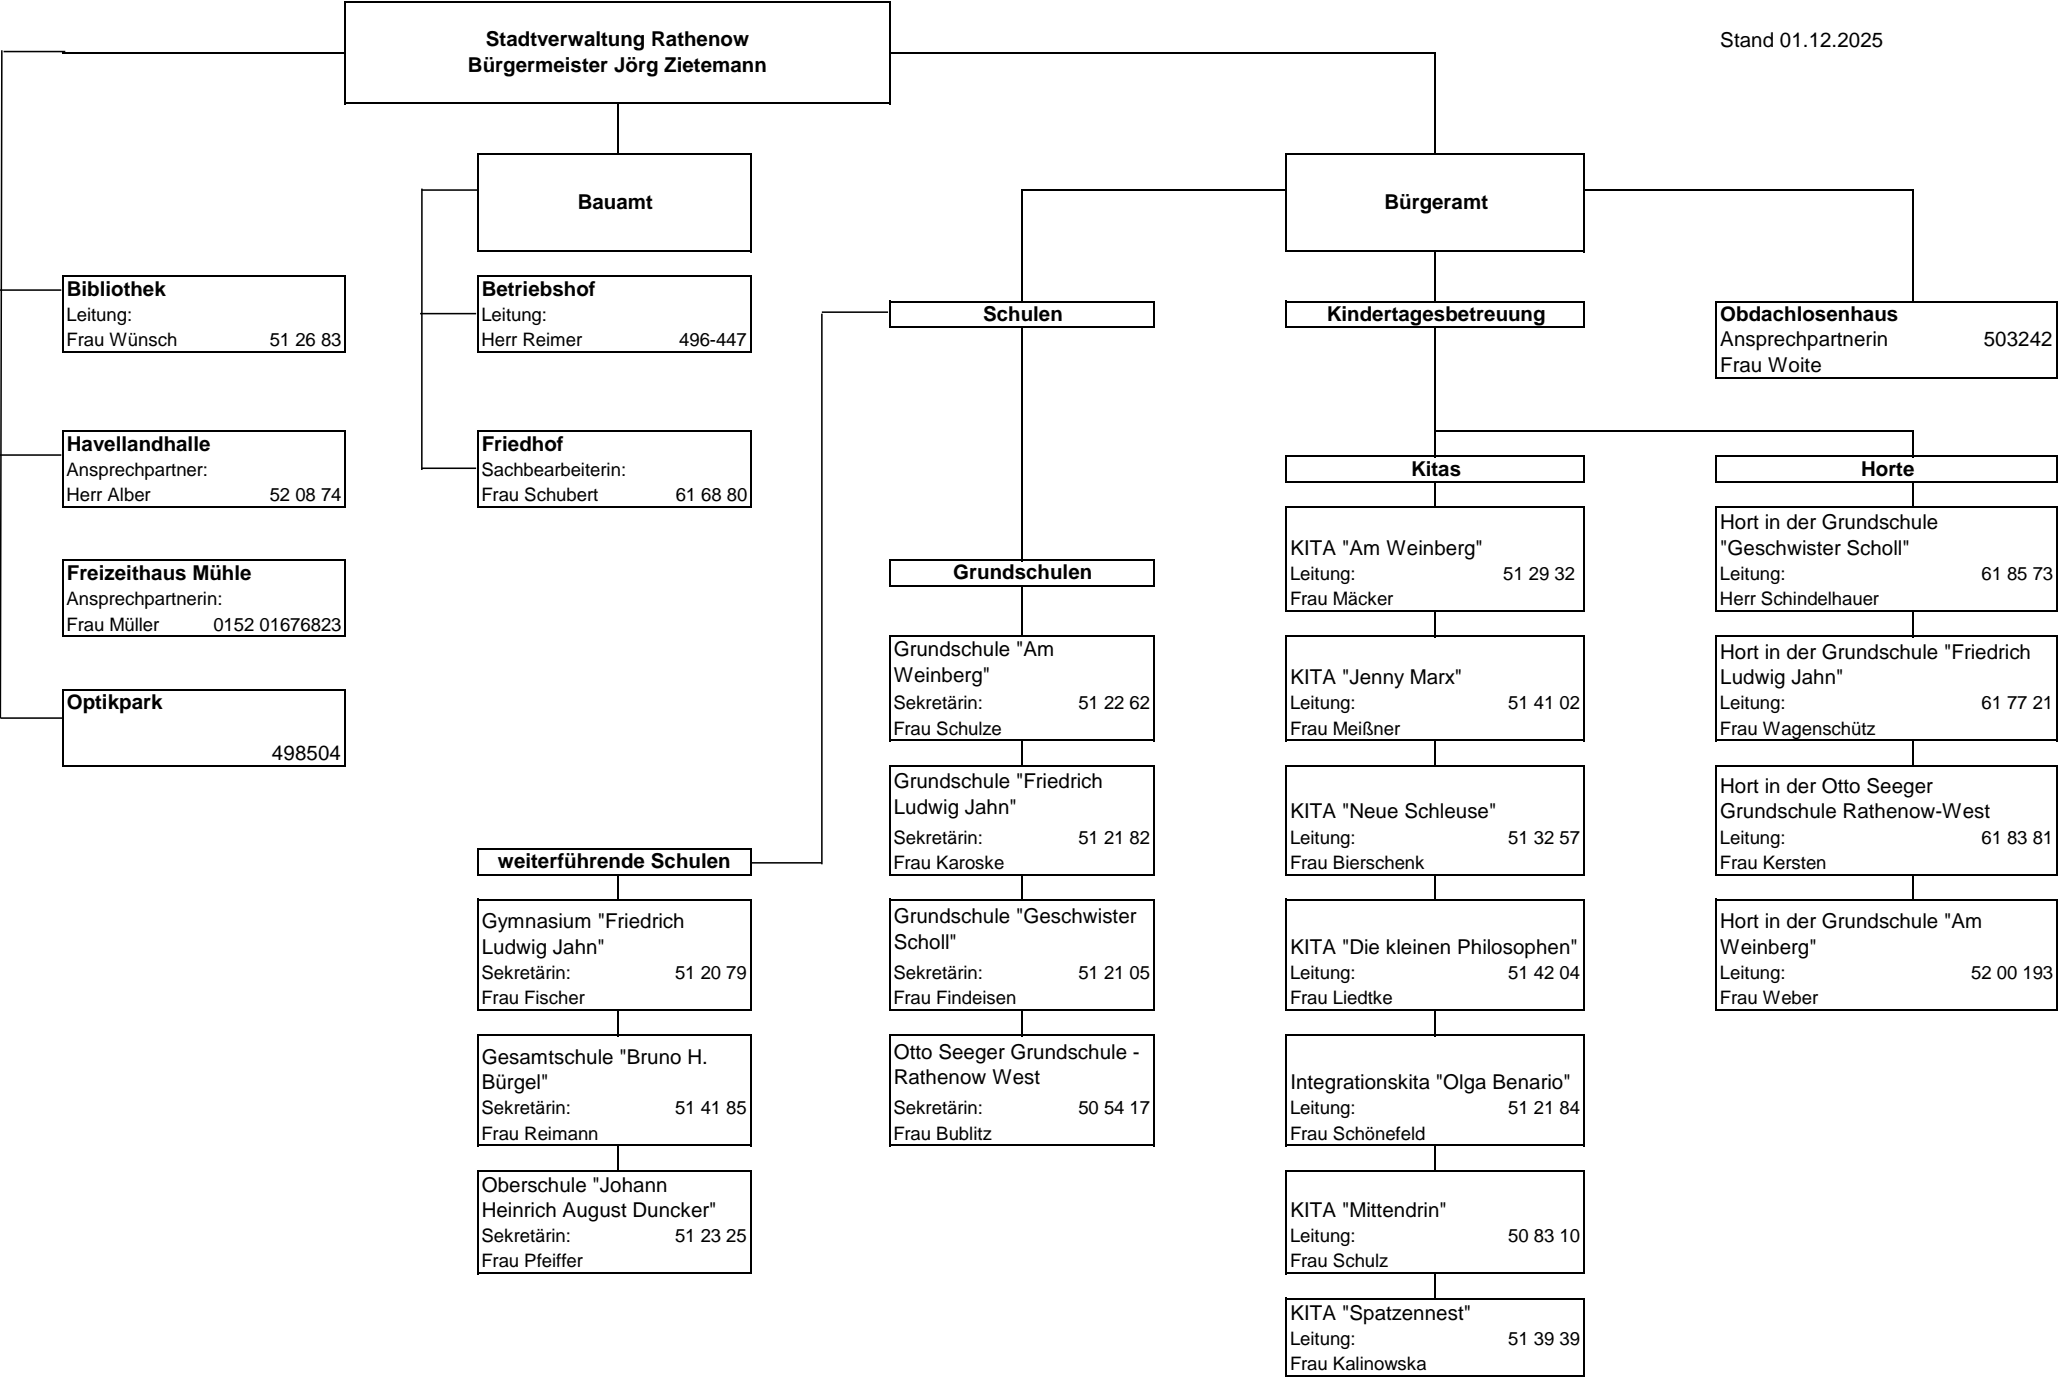 Stadtverwaltung Rathenow
Bürgermeister Jörg Zietemann
Stand 01.12.2025
Bauamt
Bürgeramt
Bibliothek
Leitung:
Frau Wünsch 51 26 83
Havellandhalle
Ansprechpartner:
Herr Alber 52 08 74
Freizeithaus Mühle
Ansprechpartnerin:
Frau Müller 0152 01676823
Optikpark
498504
Betriebshof
Leitung:
Herr Reimer 496-447
Friedhof
Sachbearbeiterin:
Frau Schubert 61 68 80
weiterführende Schulen
Gymnasium "Friedrich
Ludwig Jahn"
Sekretärin: 51 20 79
Frau Fischer
Gesamtschule "Bruno H.
Bürgel"
Sekretärin: 51 41 85
Frau Reimann
Oberschule "Johann
Heinrich August Duncker"
Sekretärin: 51 23 25
Frau Pfeiffer
Schulen
Grundschulen
Grundschule "Am
Weinberg"
Sekretärin: 51 22 62
Frau Schulze
Grundschule "Friedrich
Ludwig Jahn"
Sekretärin: 51 21 82
Frau Karoske
Grundschule "Geschwister
Scholl"
Sekretärin: 51 21 05
Frau Findeisen
Otto Seeger Grundschule -
Rathenow West
Sekretärin: 50 54 17
Frau Bublitz
Kindertagesbetreuung
Kitas
KITA "Am Weinberg"
Leitung: 51 29 32
Frau Mäcker
KITA "Jenny Marx"
Leitung: 51 41 02
Frau Meißner
KITA "Neue Schleuse"
Leitung: 51 32 57
Frau Bierschenk
KITA "Die kleinen Philosophen"
Leitung: 51 42 04
Frau Liedtke
Integrationskita "Olga Benario"
Leitung: 51 21 84
Frau Schönefeld
KITA "Mittendrin"
Leitung: 50 83 10
Frau Schulz
KITA "Spatzennest"
Leitung: 51 39 39
Frau Kalinowska
Obdachlosenhaus
Ansprechpartnerin 503242
Frau Woite
Horte
Hort in der Grundschule
"Geschwister Scholl"
Leitung: 61 85 73
Herr Schindelhauer
Hort in der Grundschule "Friedrich
Ludwig Jahn"
Leitung: 61 77 21
Frau Wagenschütz
Hort in der Otto Seeger
Grundschule Rathenow-West
Leitung: 61 83 81
Frau Kersten
Hort in der Grundschule "Am
Weinberg"
Leitung: 52 00 193
Frau Weber